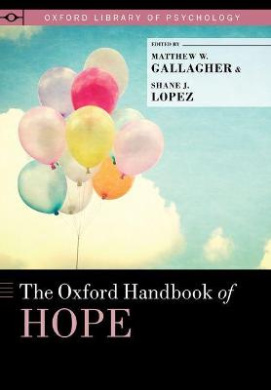 OXFORD LIBRARY OF PSYCHOLOGY
EDITED BY
MATTHEW W.
GALLAGHER &
SHANE J.
LOPEZ
The Oxford Handbook of
HOPE